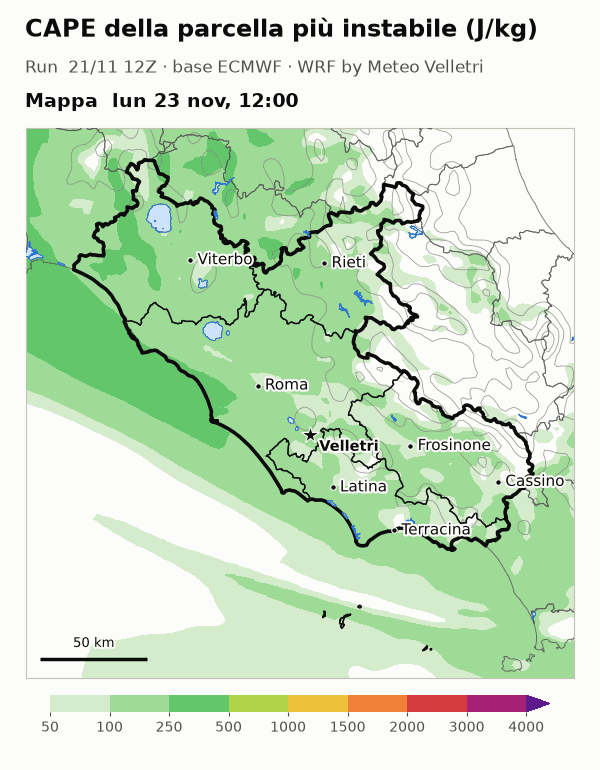 CAPE della parcella più instabile (J/kg)
Run  21/11 12Z · base ECMWF · WRF by Meteo Velletri
Mappa  lun 23 nov, 12:00
Viterbo
Rieti
Roma
Velletri
Frosinone
Latina
Cassino
Terracina
50 km
50 100 250 500 1000 1500 2000 3000 4000